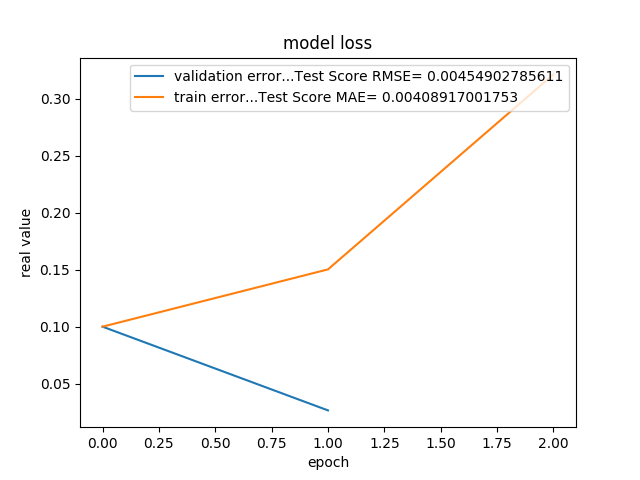 model loss
validation error...Test Score RMSE= 0.00454902785611
train error...Test Score MAE= 0.00408917001753
real value
0.30
0.25
0.20
0.15
0.10
0.05
0.00 0.25 0.50 0.75 1.00 1.25 1.50 1.75 2.00
epoch